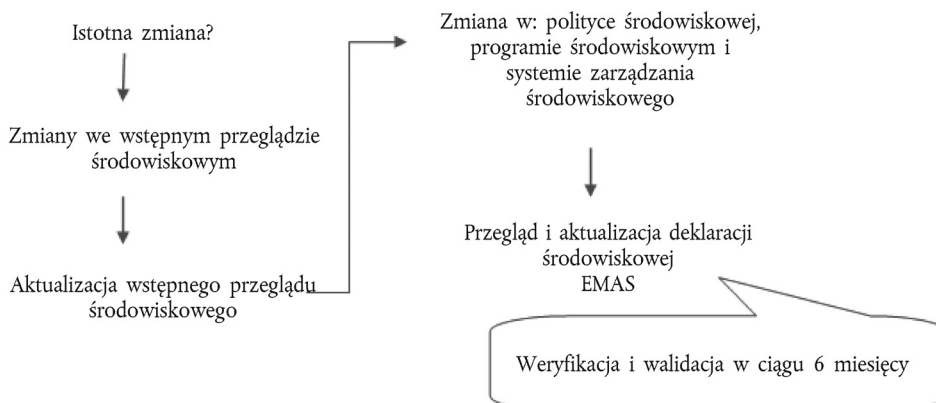 Istotna zmiana?
Zmiany we wstępnym przeglądzie
środowiskowym
Aktualizacja wstępnego przeglądu
środowiskowego
Zmiana w: polityce środowiskowej,
programie środowiskowym i
systemie zarządzania
środowiskowego
Przegląd i aktualizacja deklaracji
środowiskowej
EMAS
Weryfikacja i walidacja w ciągu 6 miesięcy